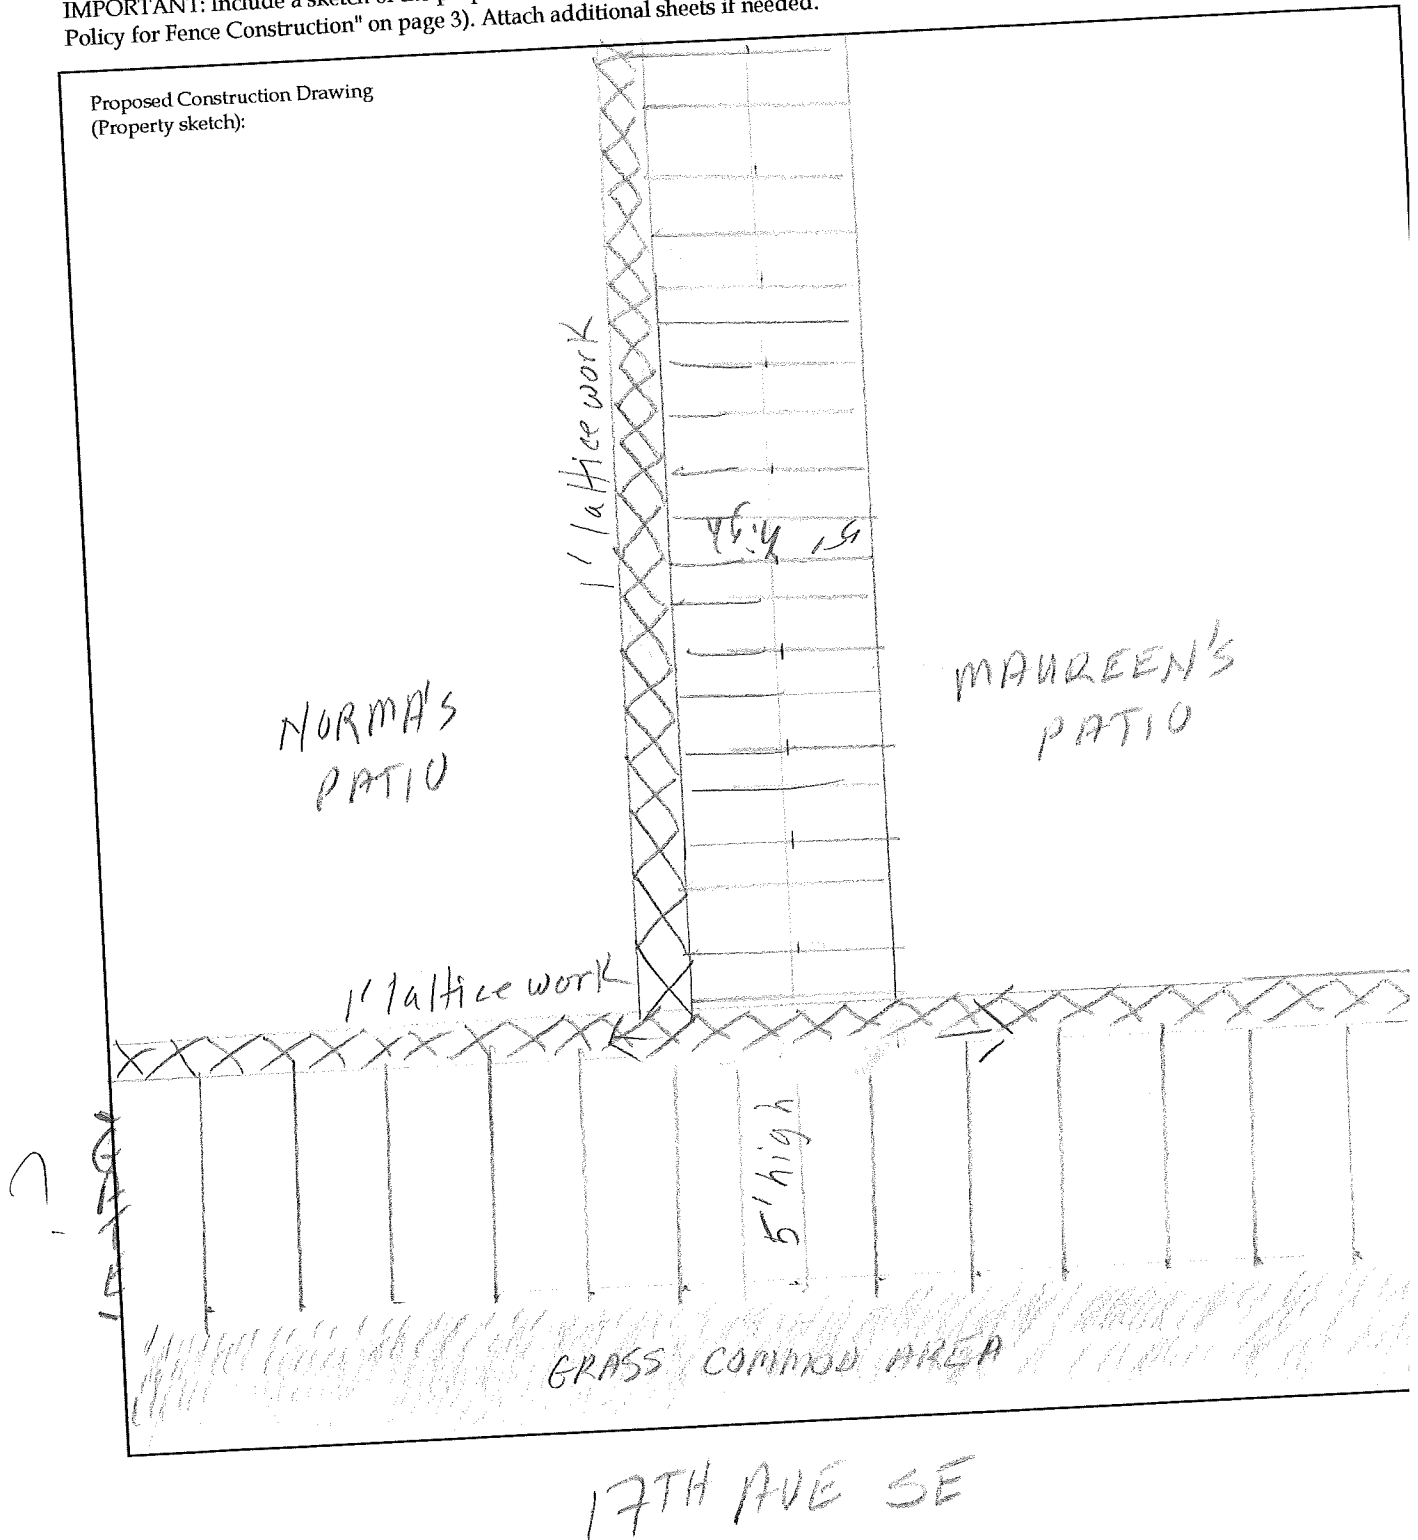 IMPORTANT: Include a sketch of the
Policy for Fence Construction" on page 3). Attach additional sheets if needed.
Proposed Construction Drawing
(Property sketch):
1' lattice work
5' high
NORMA'S
PATIO
MAUREEN'S
PATIO
1' lattice work
?
5' high
GRASS COMMON AREA
17TH AVE SE